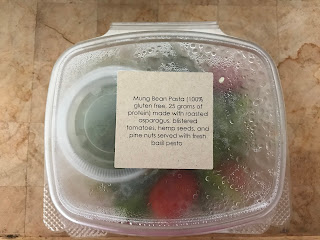 Mung Bean Pasta (100%
gluten free, 25 grams of
protein) made with roasted
asparagus, blistered
tomatoes, hemp seeds, and
pine nuts served with fresh
basil pesto